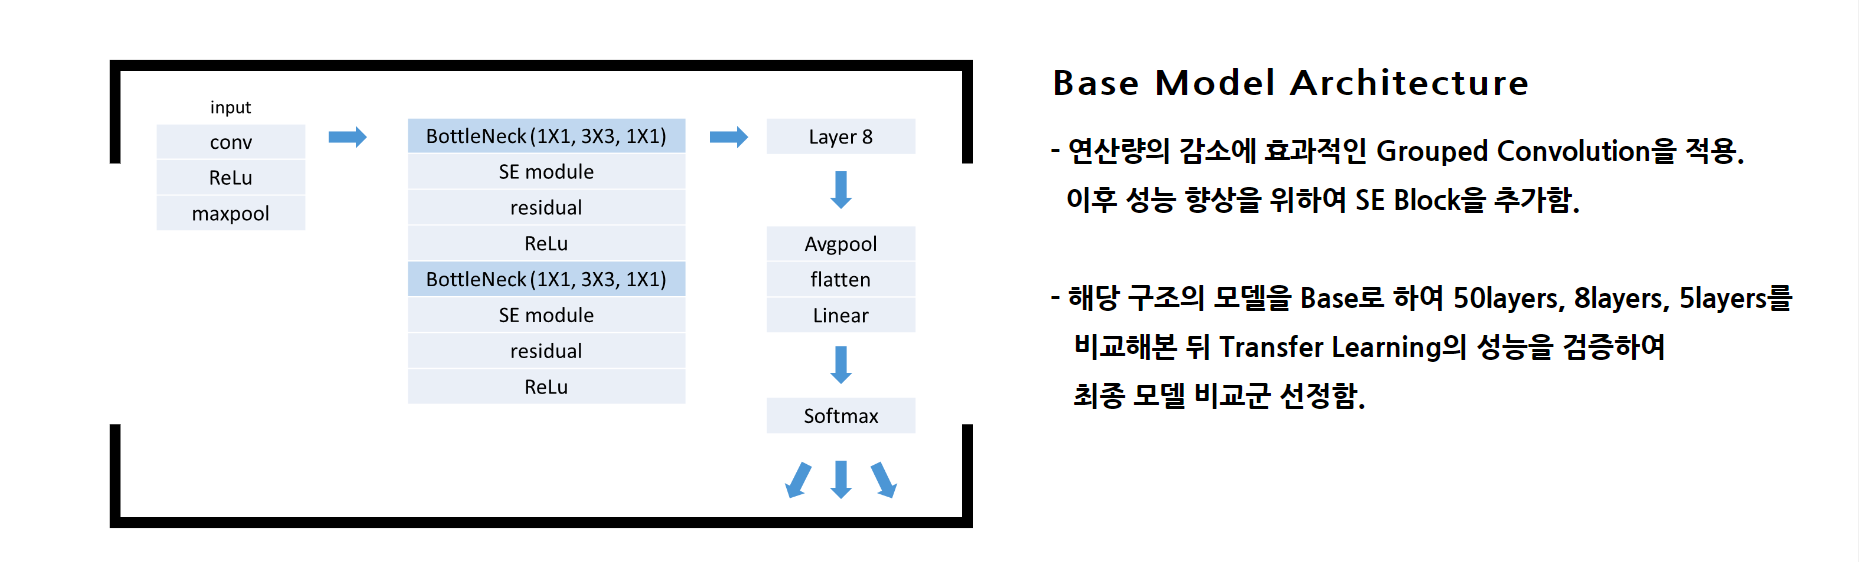 input
conv
ReLu
maxpool
BottleNeck (1X1, 3X3, 1X1)
SE module
residual
ReLu
BottleNeck (1X1, 3X3, 1X1)
SE module
residual
ReLu
Layer 8
Avgpool
flatten
Linear
Softmax
Base Model Architecture
- 연산량의 감소에 효과적인 Grouped Convolution을 적용.
이후 성능 향상을 위하여 SE Block을 추가함.
- 해당 구조의 모델을 Base로 하여 50layers, 8layers, 5layers를
비교해본 뒤 Transfer Learning의 성능을 검증하여
최종 모델 비교군 선정함.